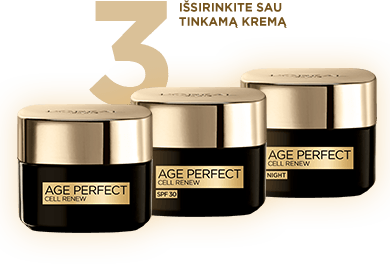 3
IŠSIRINKITE SAU
TINKAMĄ KREMĄ
AGE PERFECT
CELL RENEW
AGE PERFECT
CELL RENEW
SPF 30
AGE PERFECT
CELL RENEW
NIGHT